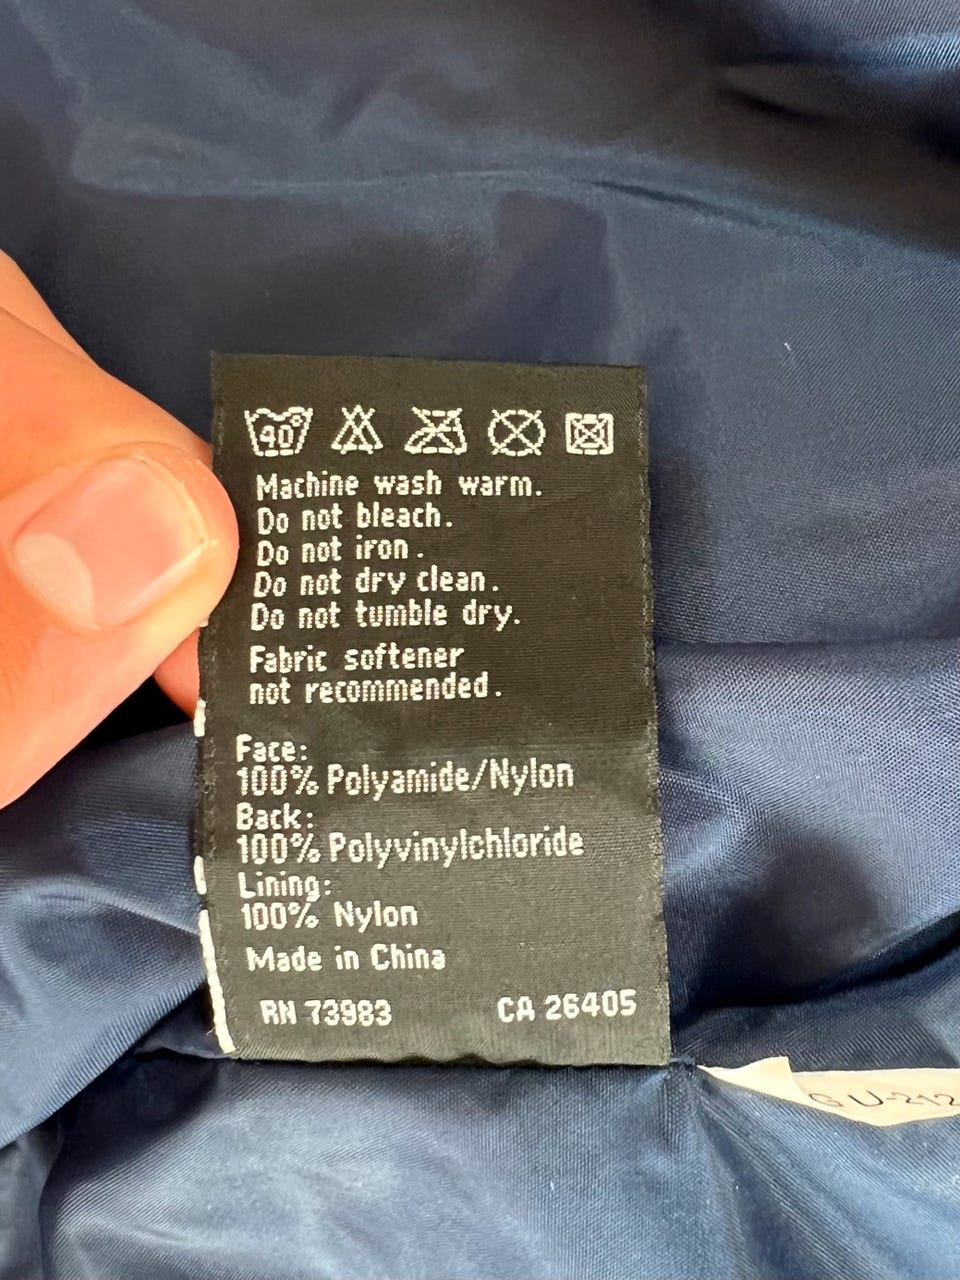 40°
Machine wash warm.
Do not bleach.
Do not iron.
Do not dry clean.
Do not tumble dry.
Fabric softener
not recommended.
Face:
100% Polyamide/Nylon
Back:
100% Polyvinylchloride
Lining:
100% Nylon
Made in China
RN 73983 CA 26405
G U-212